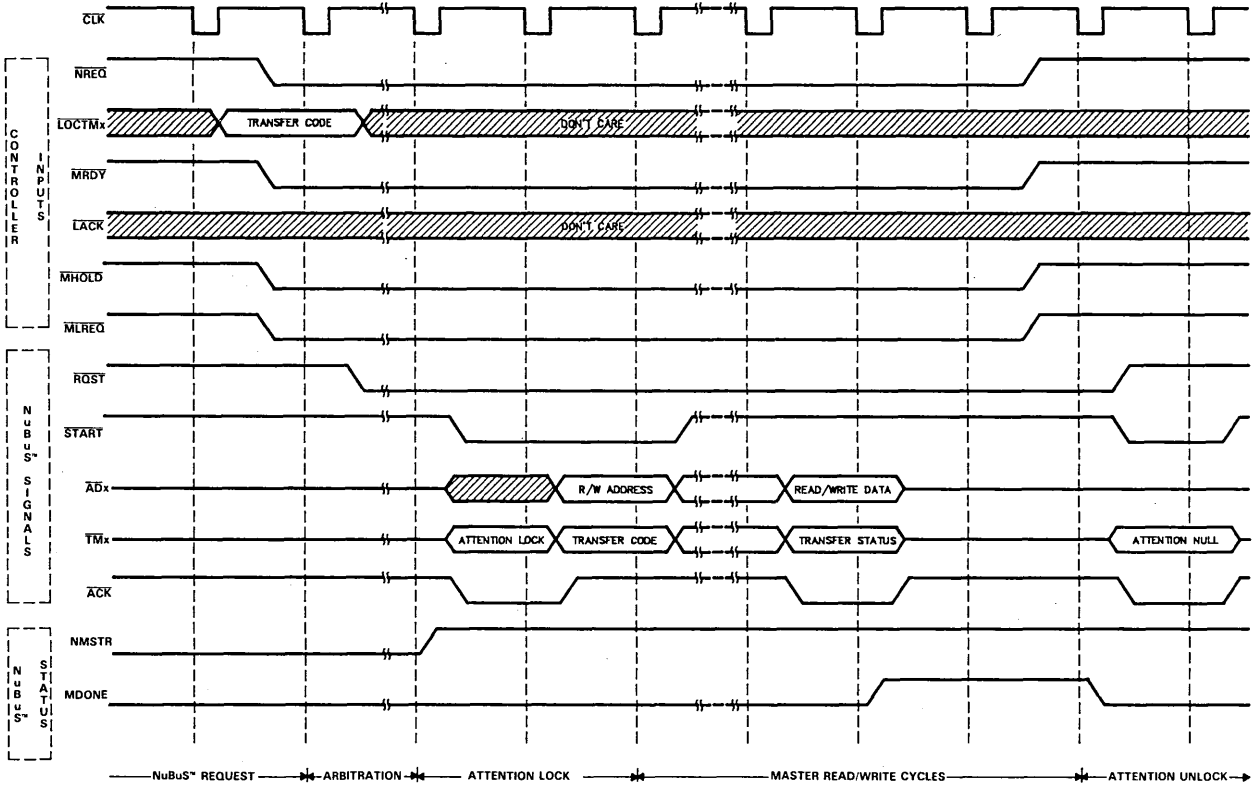 CLK
CONTROLLER INPUTS
NREQ
LOCTMx TRANSFER CODE DON'T CARE
MRDY
LACK DON'T CARE
MHOLD
MLREQ
NuBuS™ SIGNALS
RQST
START
ADx R/W ADDRESS READ/WRITE DATA
TMx ATTENTION LOCK TRANSFER CODE TRANSFER STATUS ATTENTION NULL
ACK
NuBuS™ STATUS
NMSTR
MDONE
NuBuS™ REQUEST ARBITRATION ATTENTION LOCK MASTER READ/WRITE CYCLES ATTENTION UNLOCK